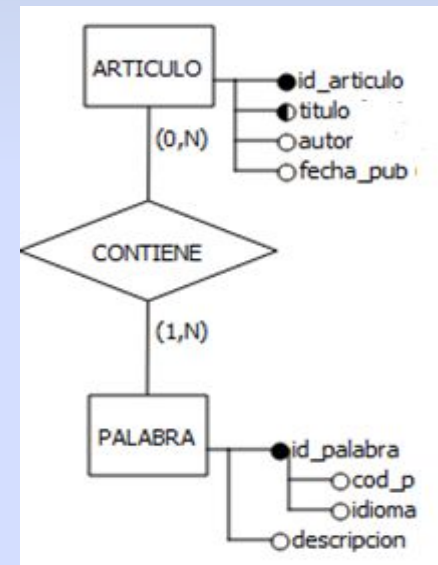 ARTICULO
id_articulo
titulo
autor
fecha_pub
(0,N)
CONTIENE
(1,N)
PALABRA
id_palabra
cod_p
idioma
descripcion